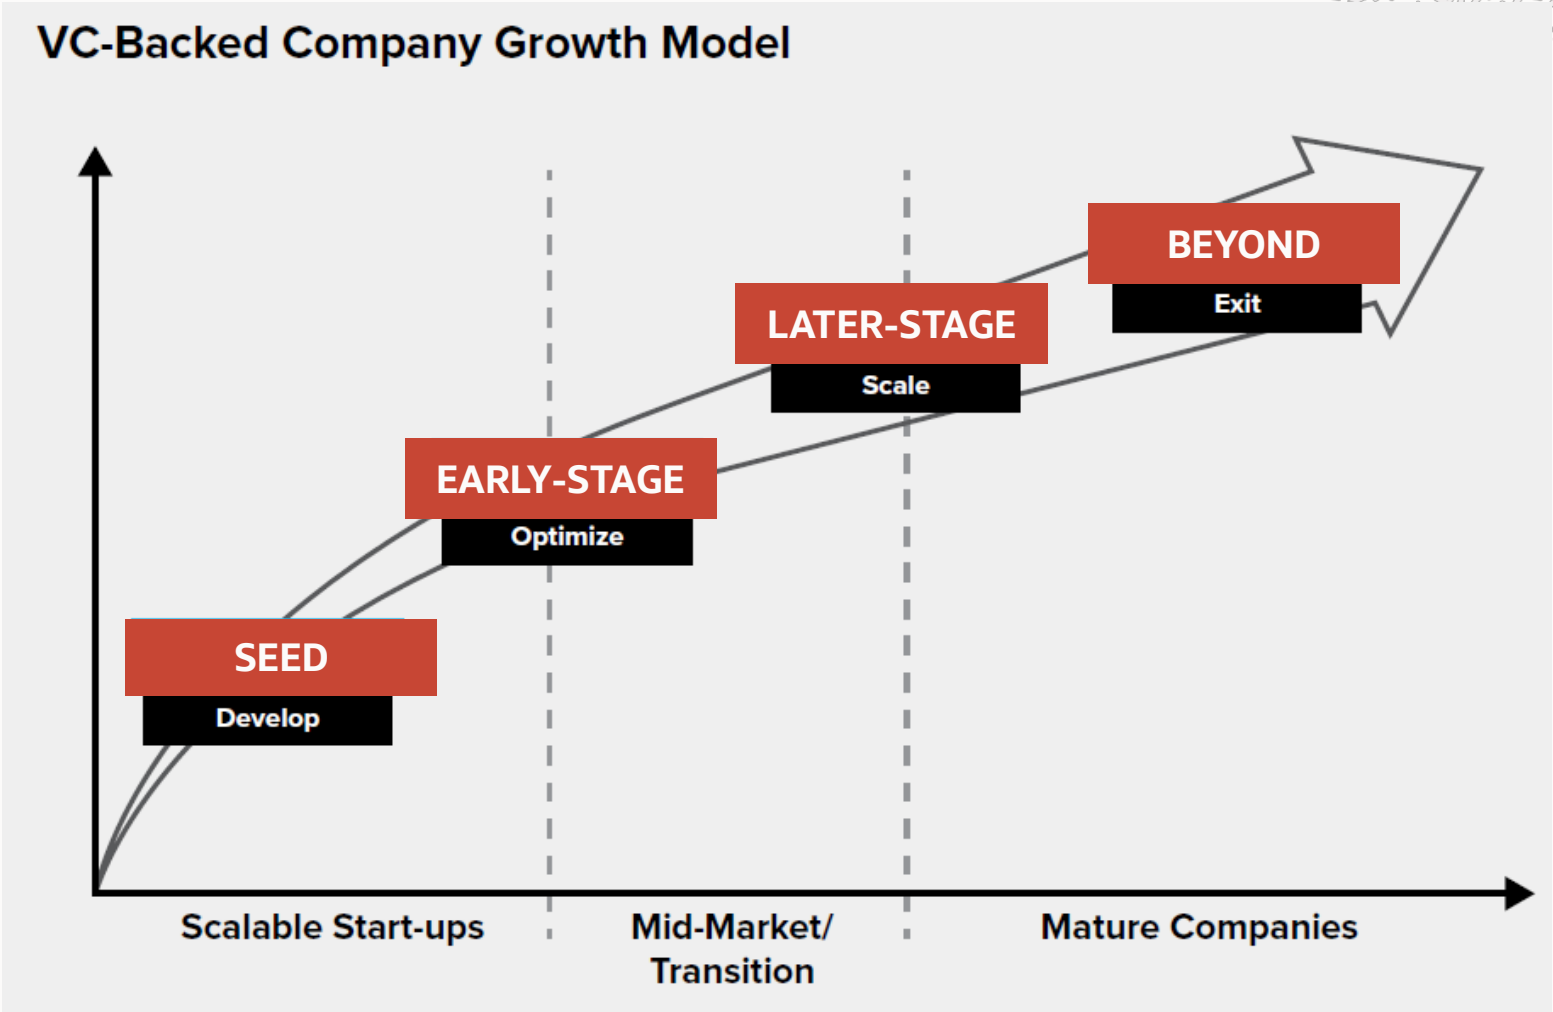 VC-Backed Company Growth Model
BEYOND
Exit
LATER-STAGE
Scale
EARLY-STAGE
Optimize
SEED
Develop
Scalable Start-ups
Mid-Market/
Transition
Mature Companies